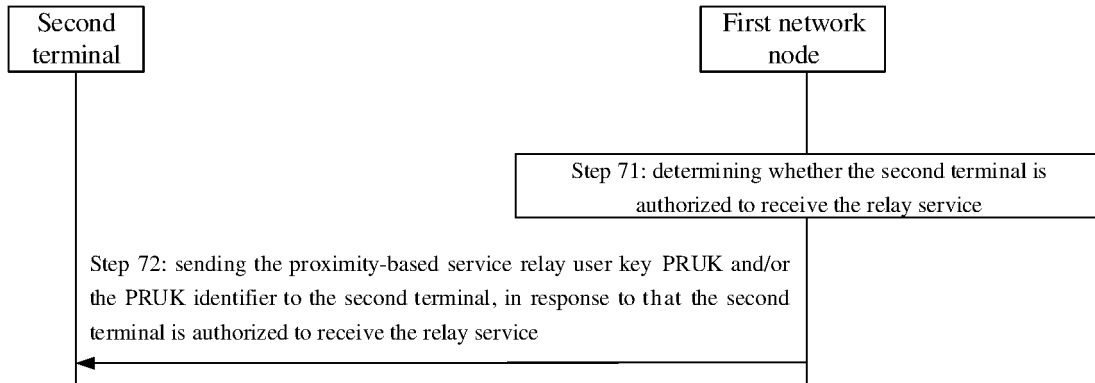 Second
terminal
First network
node
Step 71: determining whether the second terminal is
authorized to receive the relay service
Step 72: sending the proximity-based service relay user key PRUK and/or
the PRUK identifier to the second terminal, in response to that the second
terminal is authorized to receive the relay service